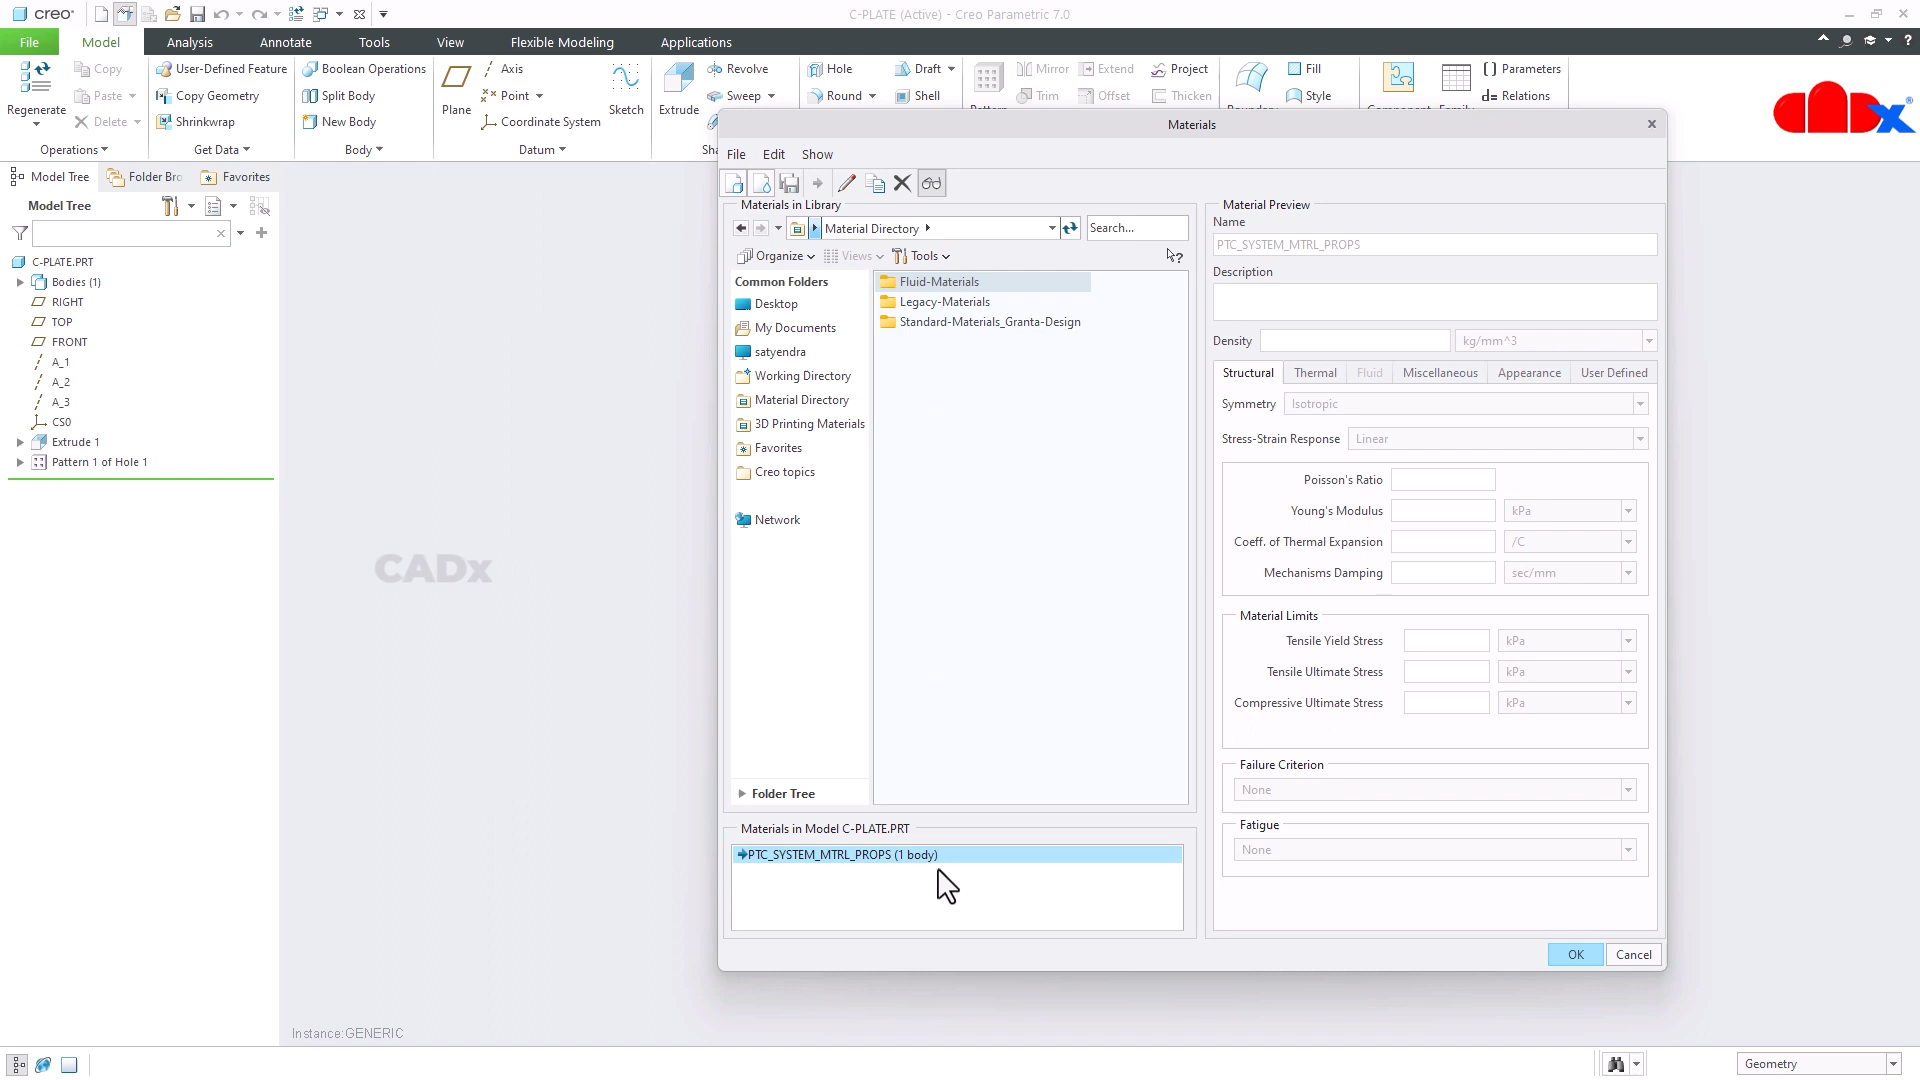 creo®
C-PLATE (Active) - Creo Parametric 7.0
File Model Analysis Annotate Tools View Flexible Modeling Applications
Regenerate
Copy
Paste
Delete
Operations
User-Defined Feature
Copy Geometry
Shrinkwrap
Get Data
Boolean Operations
Split Body
New Body
Body
Plane
Axis
Point
Coordinate System
Sketch
Datum
Extrude
Revolve
Sweep
Sha
Hole
Round
Draft
Shell
Mirror
Trim
Extend
Offset
Project
Thicken
Fill
Style
Parameters
d= Relations
CADx
Model Tree Folder Bro Favorites
Model Tree
C-PLATE.PRT
Bodies (1)
RIGHT
TOP
FRONT
A_1
A_2
A_3
CS0
Extrude 1
Pattern 1 of Hole 1
CADx
Instance:GENERIC
Materials
File Edit Show
Materials in Library
Material Directory
Search...
Organize Views Tools
Common Folders
Desktop
My Documents
satyendra
Working Directory
Material Directory
3D Printing Materials
Favorites
Creo topics
Network
Folder Tree
Fluid-Materials
Legacy-Materials
Standard-Materials_Granta-Design
Materials in Model C-PLATE.PRT
PTC_SYSTEM_MTRL_PROPS (1 body)
Material Preview
Name
PTC_SYSTEM_MTRL_PROPS
Description
Density kg/mm^3
Structural Thermal Fluid Miscellaneous Appearance User Defined
Symmetry Isotropic
Stress-Strain Response Linear
Poisson's Ratio
Young's Modulus kPa
Coeff. of Thermal Expansion /C
Mechanisms Damping sec/mm
Material Limits
Tensile Yield Stress kPa
Tensile Ultimate Stress kPa
Compressive Ultimate Stress kPa
Failure Criterion
None
Fatigue
None
OK Cancel
Geometry